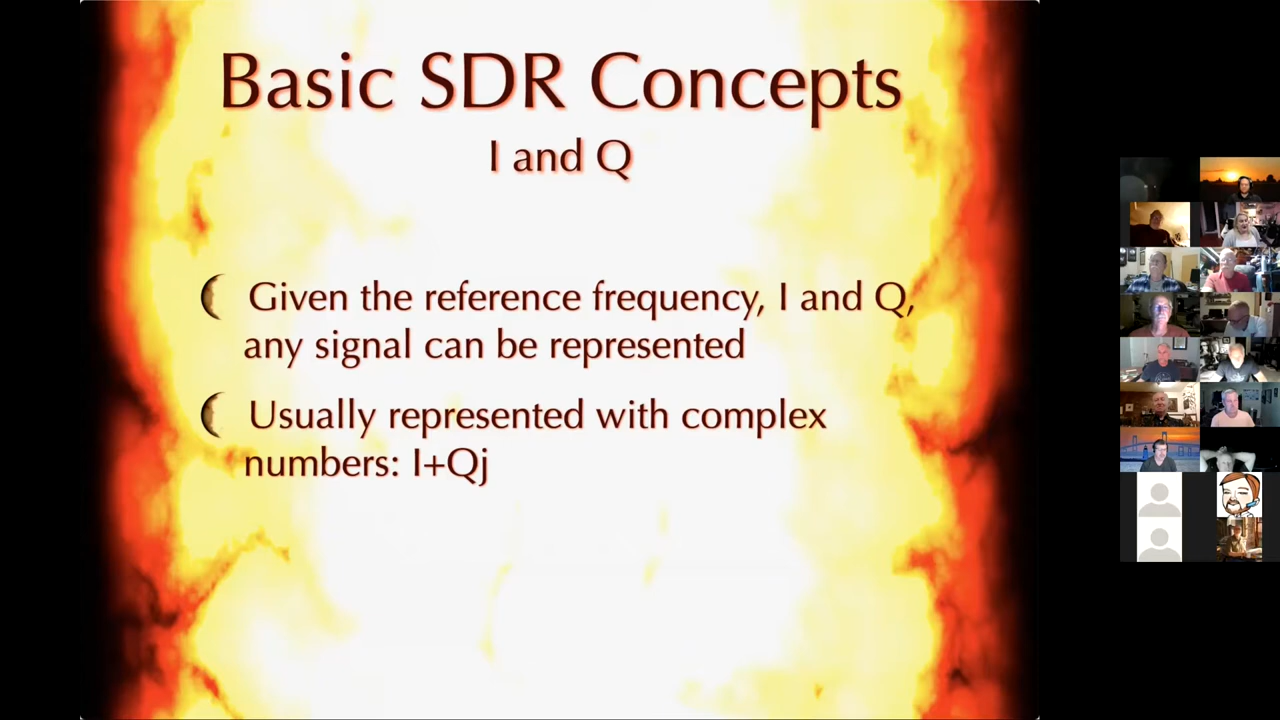 Basic SDR Concepts
I and Q
Given the reference frequency, I and Q,
any signal can be represented
Usually represented with complex
numbers: I+Qj